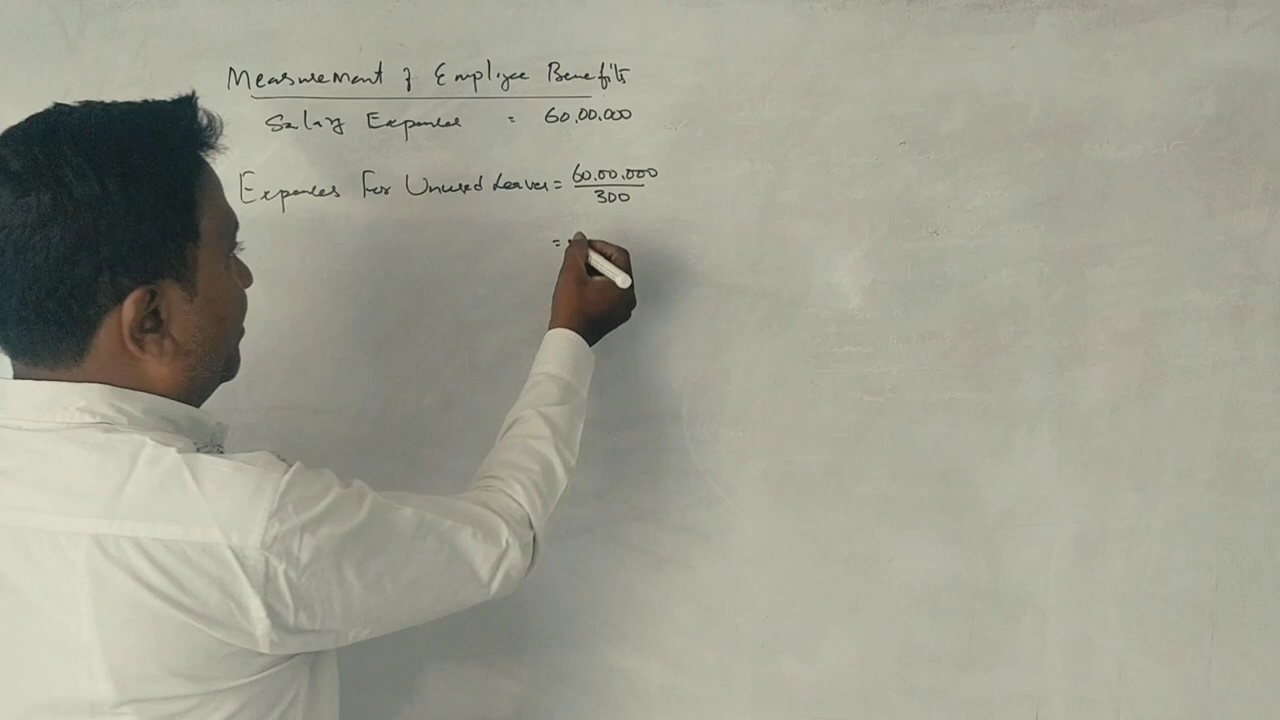 Measurement of Employee Benefits
Salary Expenses = 60,00,000
Expenses For Unused Leaves = 60,00,000
300
=